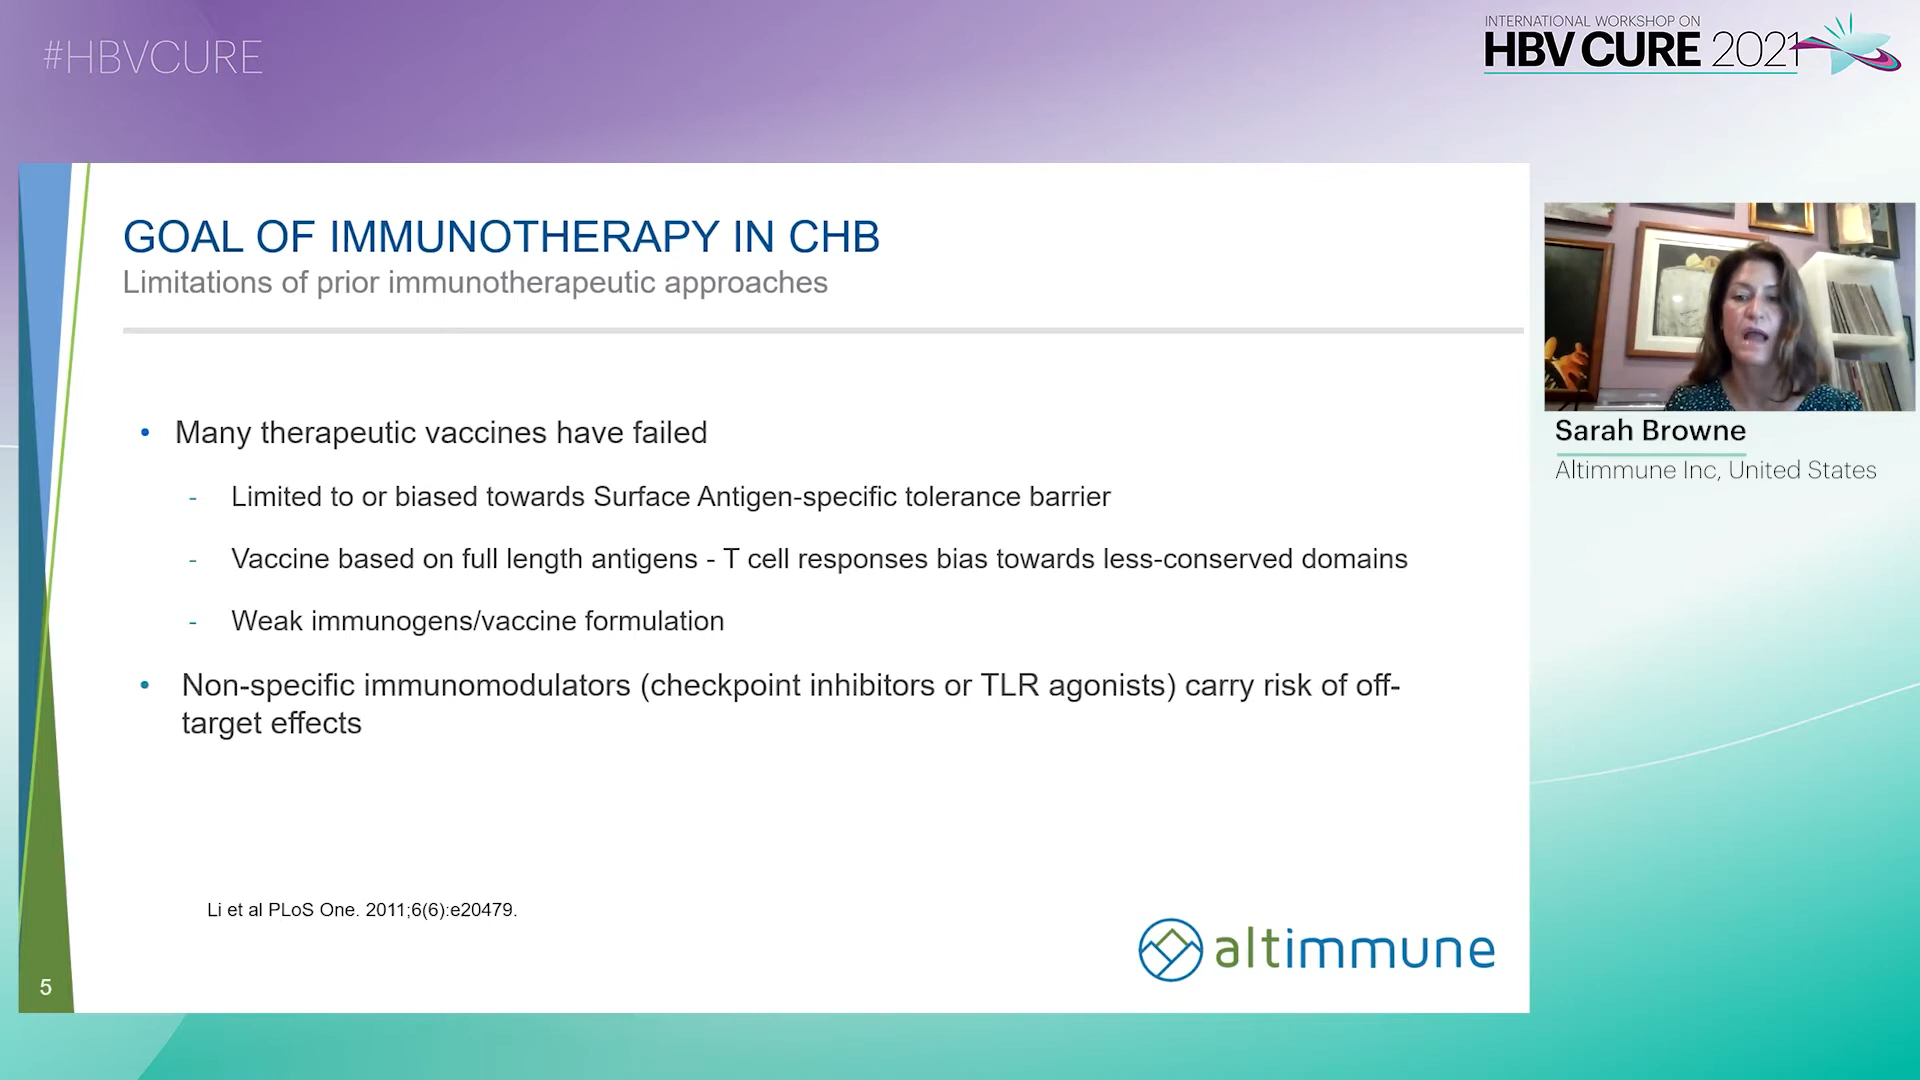 #HBVCURE
INTERNATIONAL WORKSHOP ON
HBV CURE 2021
GOAL OF IMMUNOTHERAPY IN CHB
Limitations of prior immunotherapeutic approaches
• Many therapeutic vaccines have failed
- Limited to or biased towards Surface Antigen-specific tolerance barrier
- Vaccine based on full length antigens - T cell responses bias towards less-conserved domains
- Weak immunogens/vaccine formulation
• Non-specific immunomodulators (checkpoint inhibitors or TLR agonists) carry risk of off-
target effects
Li et al PLoS One. 2011;6(6):e20479.
altimmune
5
Sarah Browne
Altimmune Inc, United States